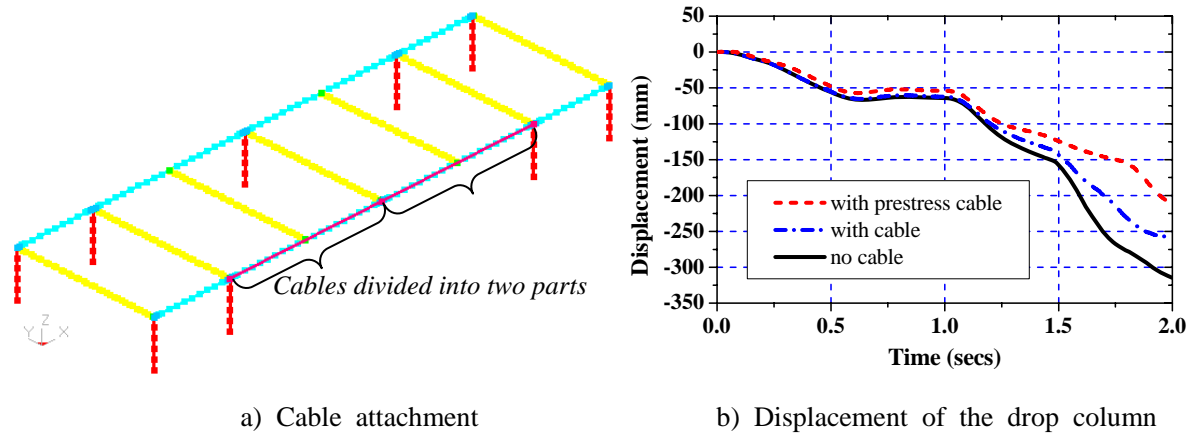 Cables divided into two parts
Z
Y
X
a) Cable attachment
50
0
-50
-100
-150
-200
-250
-300
-350
Displacement (mm)
with prestress cable
with cable
no cable
0.0 0.5 1.0 1.5 2.0
Time (secs)
b) Displacement of the drop column